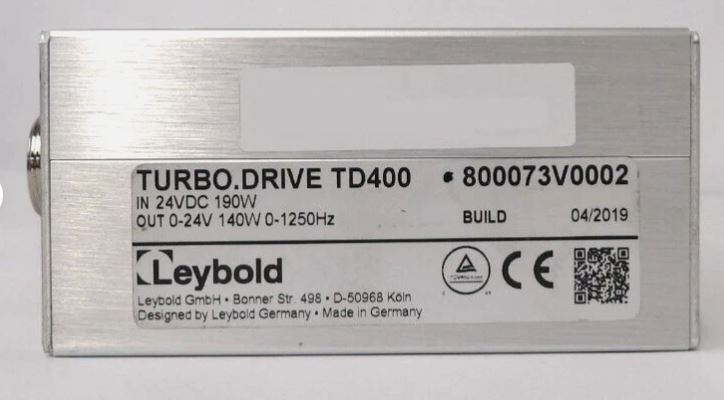 TURBO.DRIVE TD400 • 800073V0002
IN 24VDC 190W
OUT 0-24V 140W 0-1250Hz BUILD 04/2019
Leybold
CE
Leybold GmbH • Bonner Str. 498 • D-50968 Köln
Designed by Leybold Germany • Made in Germany